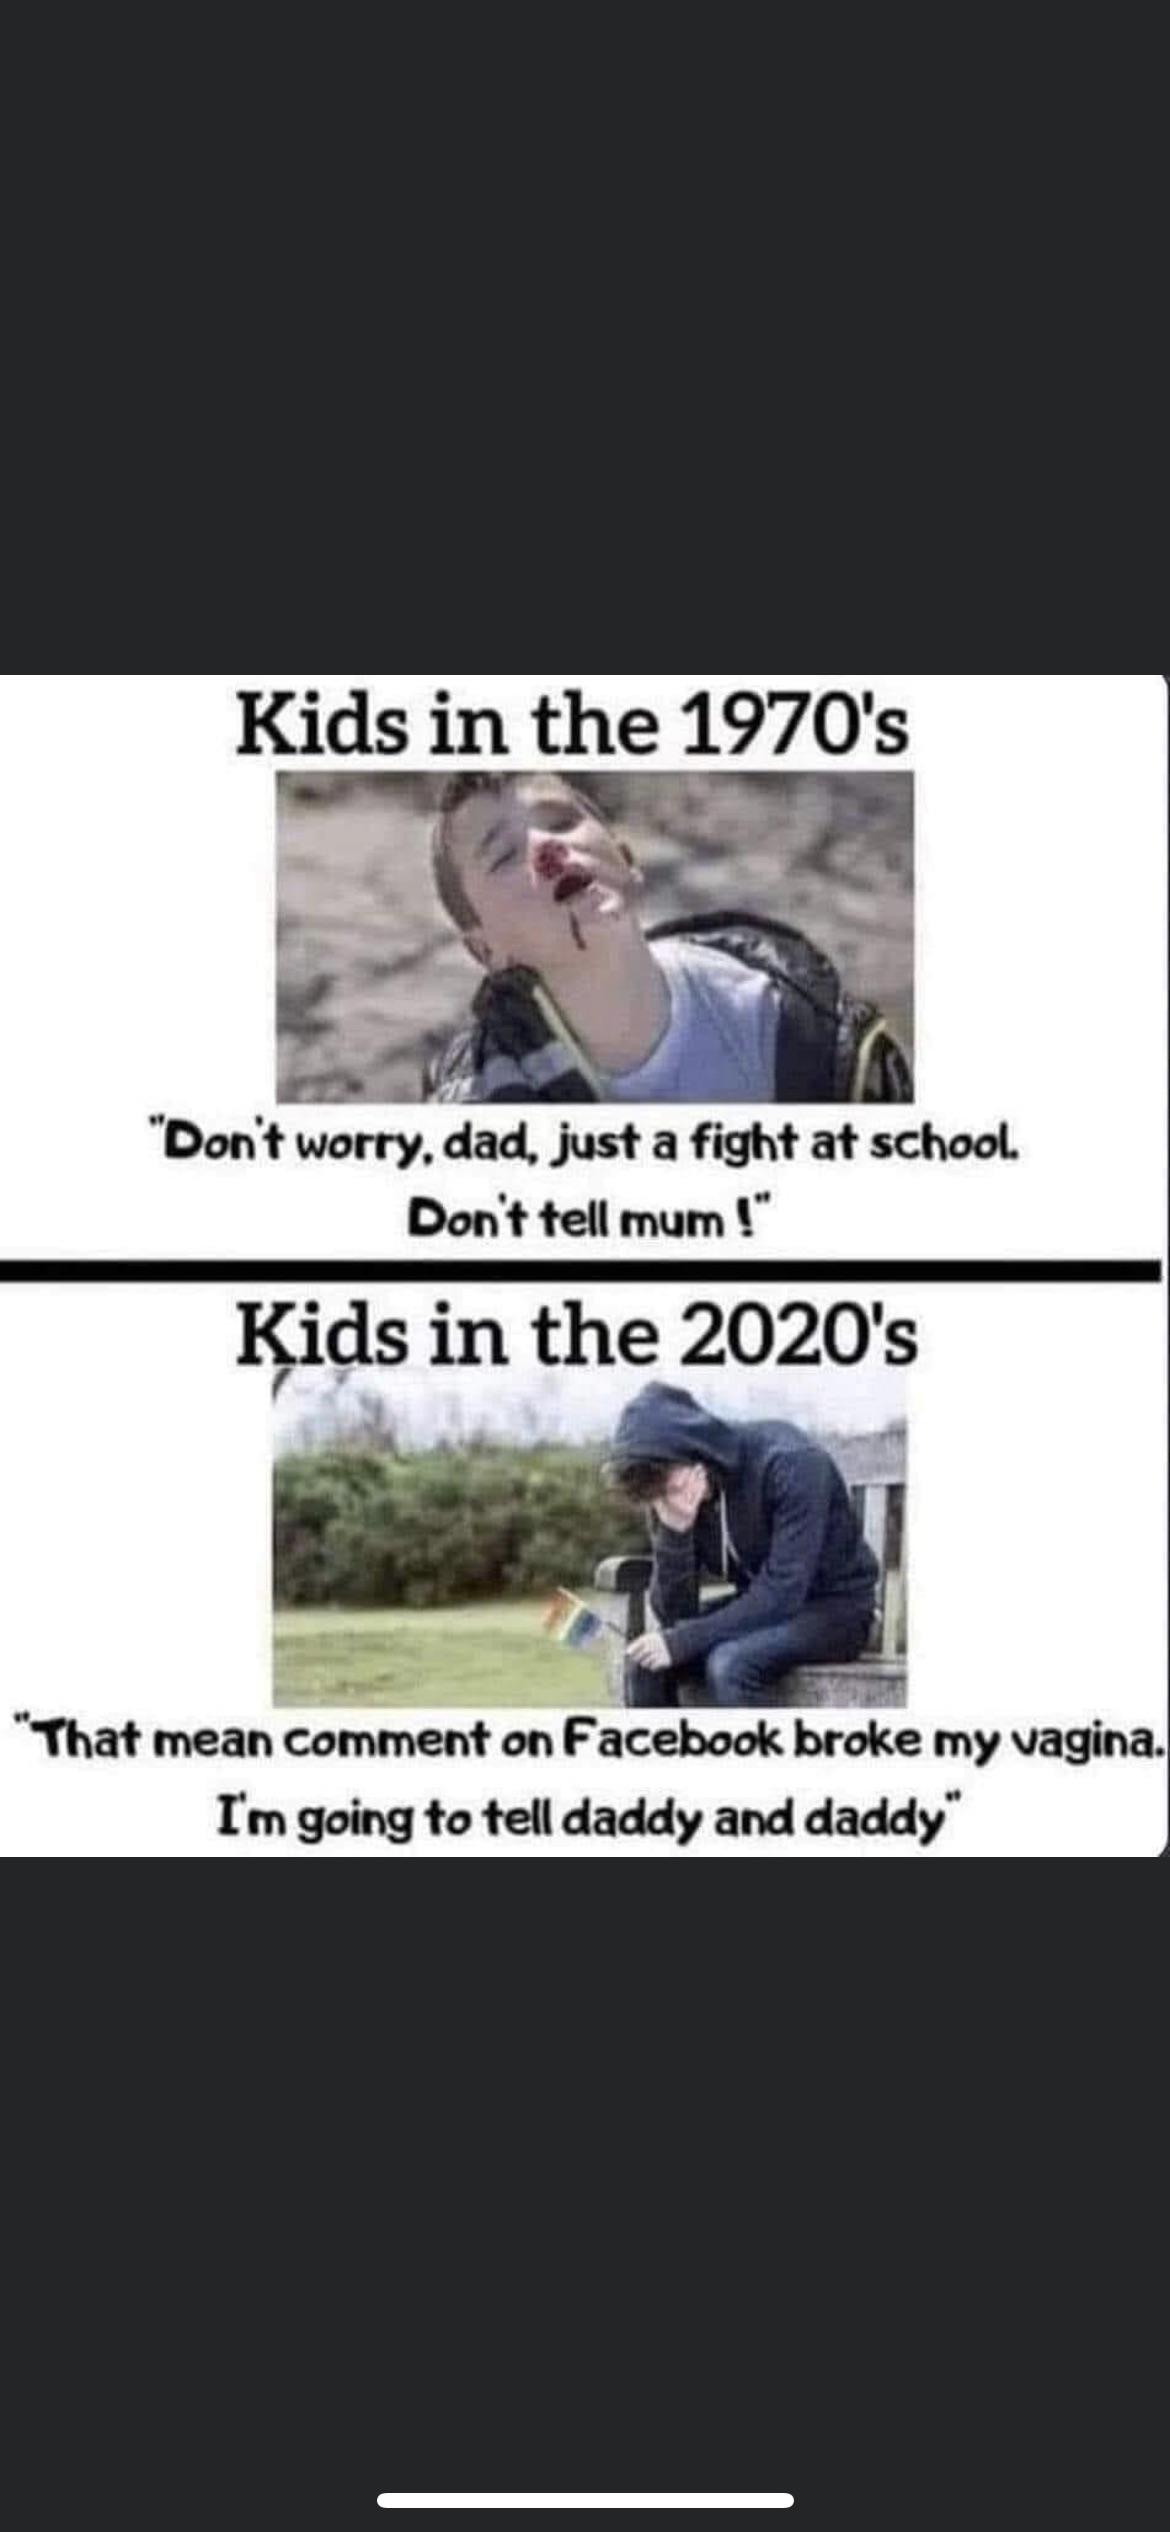 Kids in the 1970's
"Don't worry, dad, just a fight at school.
Don't tell mum !"
Kids in the 2020's
"That mean comment on Facebook broke my vagina.
I'm going to tell daddy and daddy"